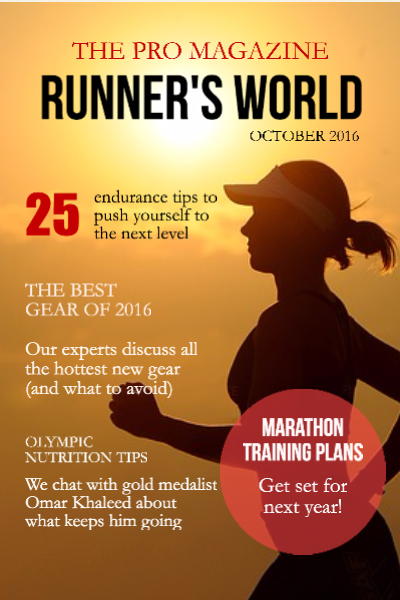 THE PRO MAGAZINE
RUNNER'S WORLD
OCTOBER 2016
25
endurance tips to
push yourself to
the next level
THE BEST
GEAR OF 2016
Our experts discuss all
the hottest new gear
(and what to avoid)
OLYMPIC
NUTRITION TIPS
We chat with gold medalist
Omar Khaleed about
what keeps him going
MARATHON
TRAINING PLANS
Get set for
next year!